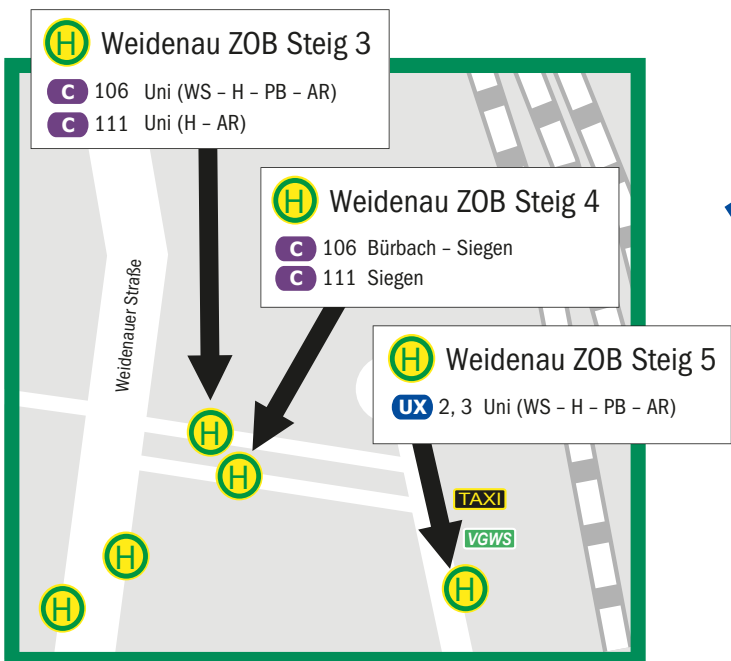 H Weidenau ZOB Steig 3
C 106 Uni (WS – H – PB – AR)
C 111 Uni (H – AR)
H Weidenau ZOB Steig 4
C 106 Bürbach – Siegen
C 111 Siegen
Weidenauer Straße
H Weidenau ZOB Steig 5
UX 2, 3 Uni (WS – H – PB – AR)
H
H
TAXI
VGWS
H
H
H